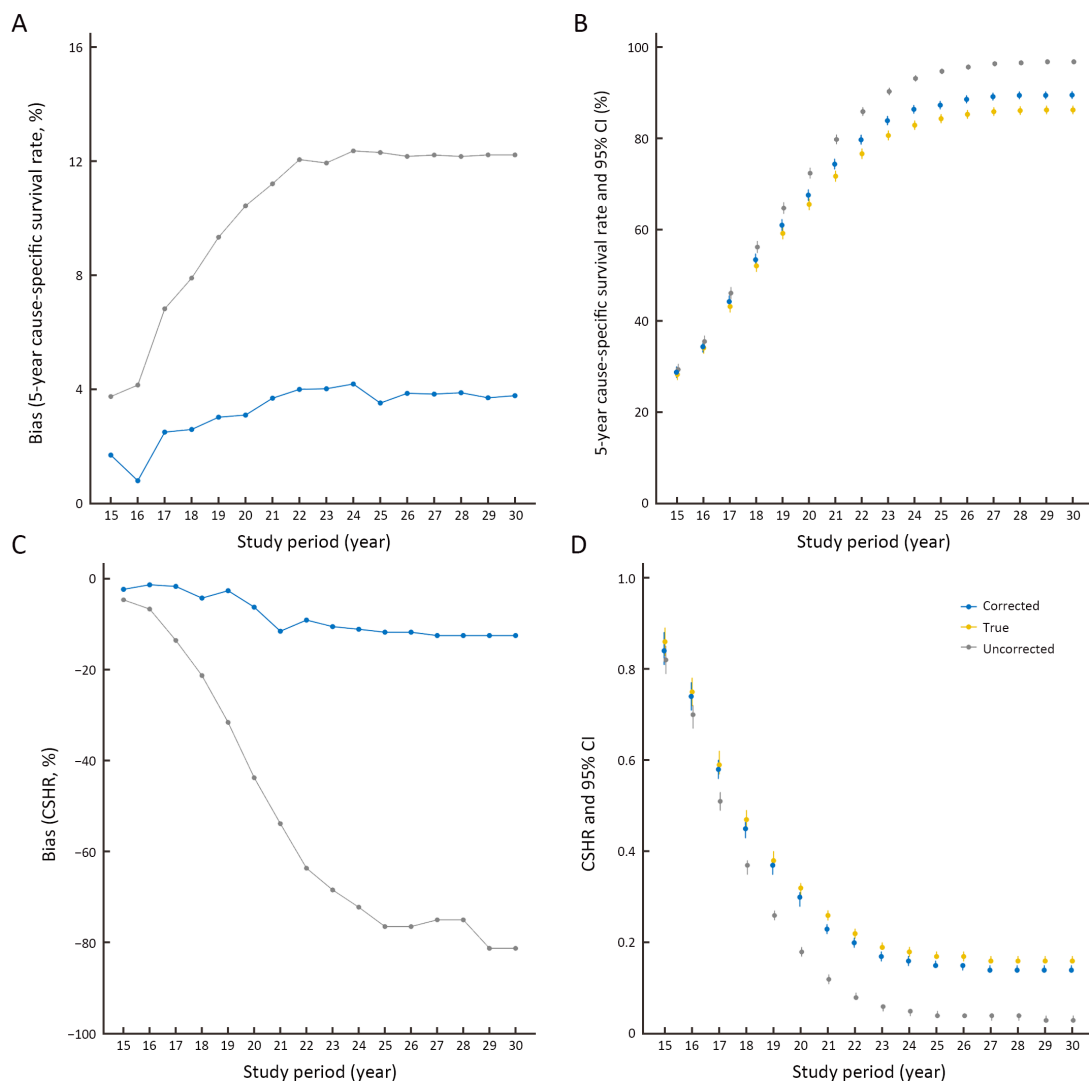 A
16
12
8
4
0
Bias (5-year cause-specific survival rate, %)
15 16 17 18 19 20 21 22 23 24 25 26 27 28 29 30
Study period (year)
B
100
80
60
40
20
0
5-year cause-specific survival rate and 95% CI (%)
15 16 17 18 19 20 21 22 23 24 25 26 27 28 29 30
Study period (year)
C
−0
−20
−40
−60
−80
−100
Bias (CSHR, %)
15 16 17 18 19 20 21 22 23 24 25 26 27 28 29 30
Study period (year)
D
1.0
0.8
0.6
0.4
0.2
0
CSHR and 95% CI
Corrected
True
Uncorrected
15 16 17 18 19 20 21 22 23 24 25 26 27 28 29 30
Study period (year)